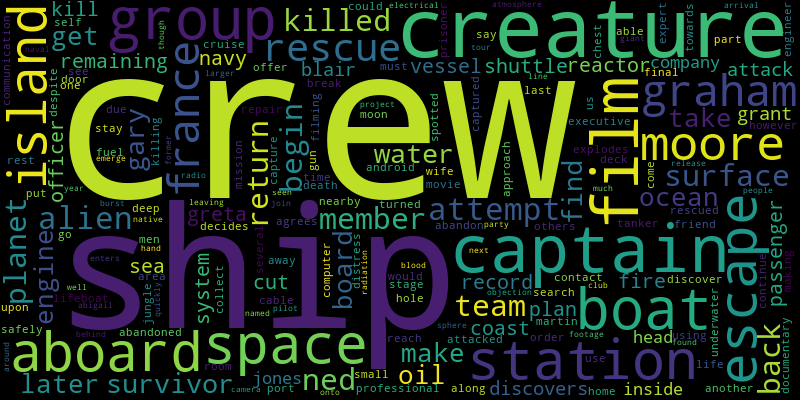 communication island kill group killed creature
self could electrical atmosphere arrival
prisoner though cruise navy rescue say expert towards giant engineer
get france tour able part
remaining blair vessel shuttle reactor company attack
door see one despite officer larger offer must chest final
due gary killing break line last us film graham
stay fuel emerge repair begin project moon captured spotted executive take grant
rest former radio mission capture filming gun explodes deck however
put year burst native crew water android approach find come moore
time death movie wife nearby turned surface
planet alien leaving seen join agrees abandon party others ocean release people
deep greta decides return member attempt tanker rescued friend
go men hand several ship away board distress captain escape passenger
engine sea area system computer blood would record contact club fire discover
enters jungle quickly collect cut cable hole radiation stage team search plan martin head using found
upon well lifeboat abigail next boat coast attacked underwater continue making
safely abandoned named pilot reach sphere order footage
behind aboard space room make objection station use life back documentary
around later survivor camera jones port ned onto small professional oil along discovers home inside another